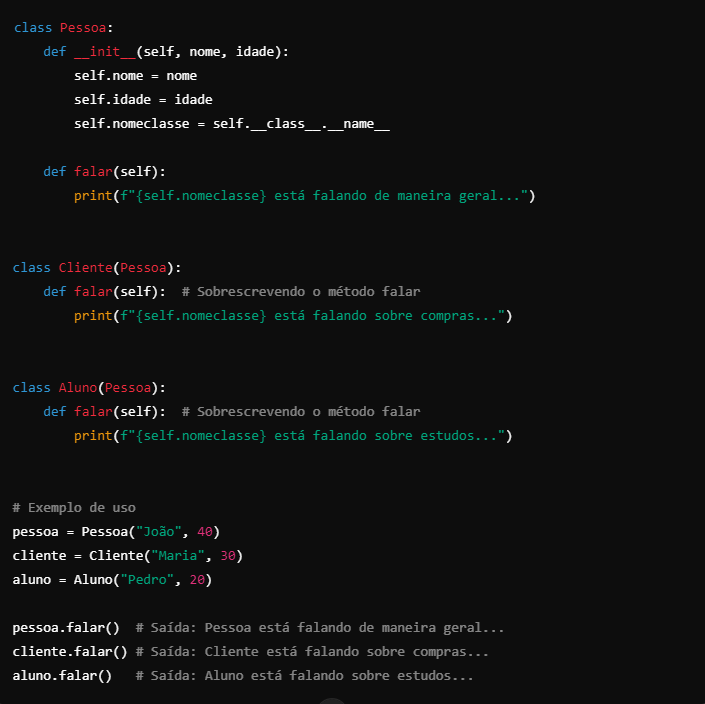 class Pessoa:
    def __init__(self, nome, idade):
        self.nome = nome
        self.idade = idade
        self.nomeclasse = self.__class__.__name__

    def falar(self):
        print(f"{self.nomeclasse} está falando de maneira geral...")


class Cliente(Pessoa):
    def falar(self):  # Sobrescrevendo o método falar
        print(f"{self.nomeclasse} está falando sobre compras...")


class Aluno(Pessoa):
    def falar(self):  # Sobrescrevendo o método falar
        print(f"{self.nomeclasse} está falando sobre estudos...")


# Exemplo de uso
pessoa = Pessoa("João", 40)
cliente = Cliente("Maria", 30)
aluno = Aluno("Pedro", 20)

pessoa.falar()  # Saída: Pessoa está falando de maneira geral...
cliente.falar() # Saída: Cliente está falando sobre compras...
aluno.falar()   # Saída: Aluno está falando sobre estudos...